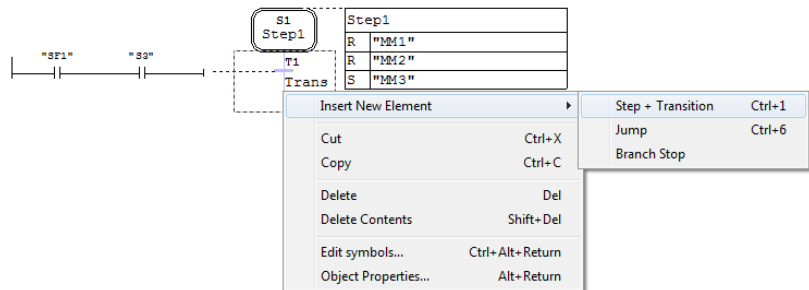 S1
Step1
Step1
R "MM1"
R "MM2"
S "MM3"
"SF1" "S3"
T1
Trans
Insert New Element
Cut Ctrl+X
Copy Ctrl+C
Delete Del
Delete Contents Shift+Del
Edit symbols... Ctrl+Alt+Return
Object Properties... Alt+Return
Step + Transition Ctrl+1
Jump Ctrl+6
Branch Stop